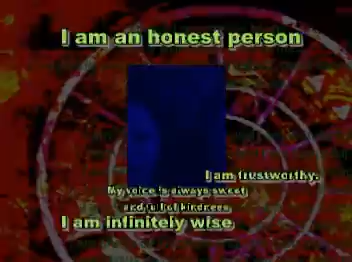 I am an honest person
I am trustworthy.
My voice is always sweet,
and full of kindness.
I am infinitely wise